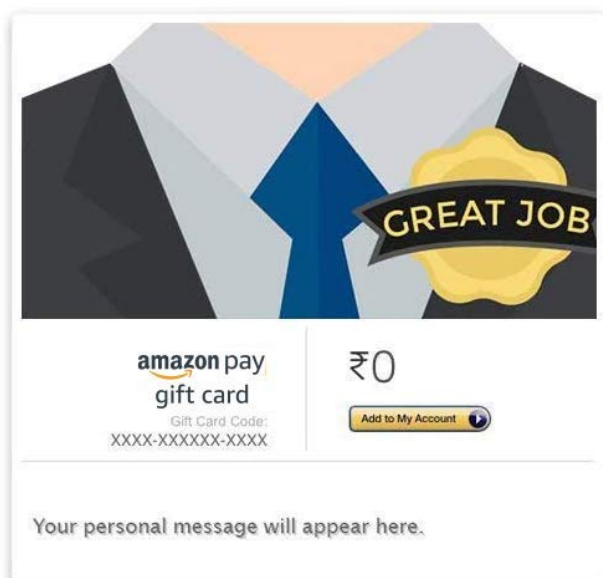 GREAT JOB
amazon pay
gift card
Gift Card Code:
XXXX-XXXXXX-XXXX
₹0
Add to My Account
Your personal message will appear here.